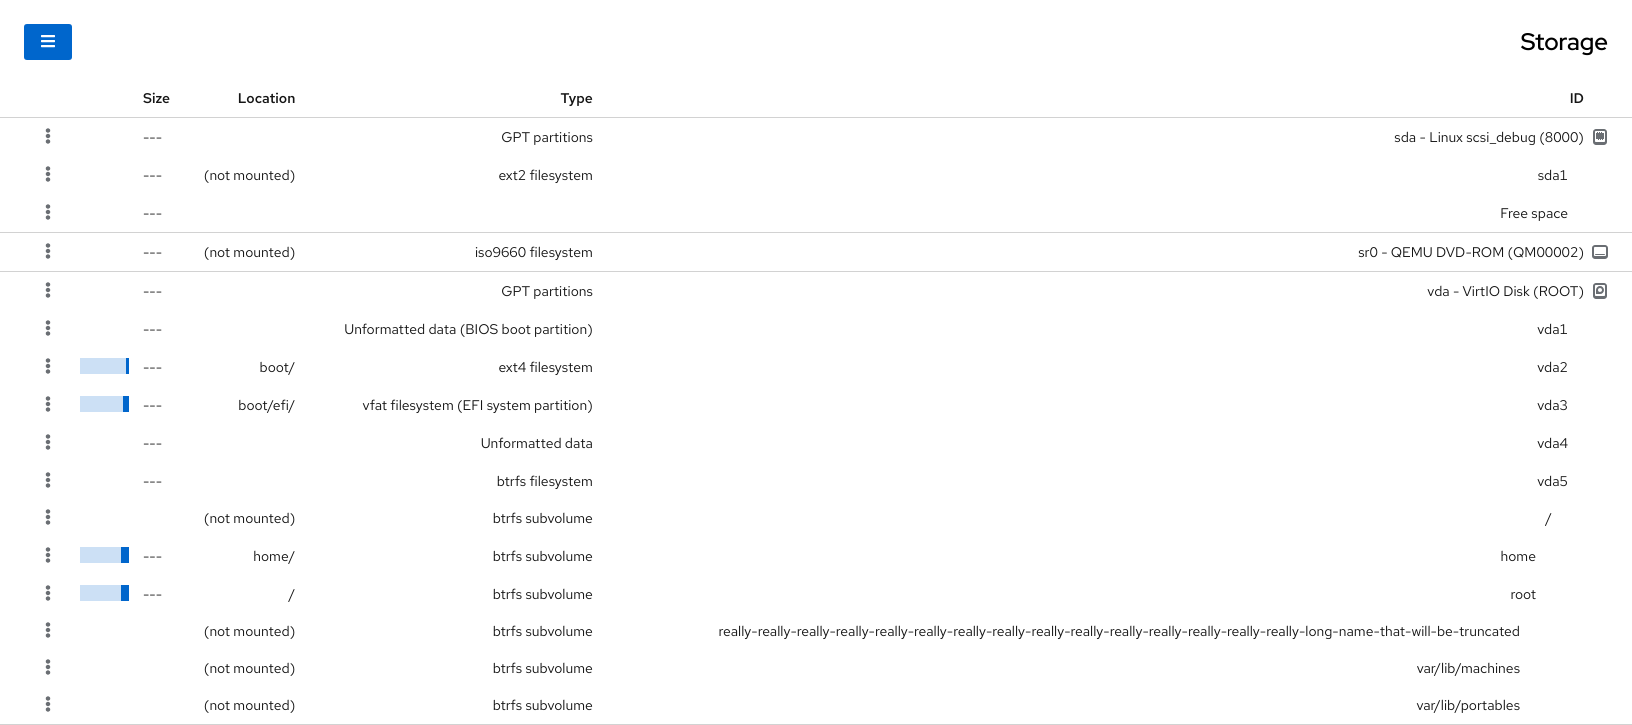 Storage
ID Type Location Size
sda - Linux scsi_debug (8000) GPT partitions ---
sda1 ext2 filesystem (not mounted) ---
Free space ---
sr0 - QEMU DVD-ROM (QM00002) iso9660 filesystem (not mounted) ---
vda - VirtIO Disk (ROOT) GPT partitions ---
vda1 Unformatted data (BIOS boot partition) ---
vda2 ext4 filesystem boot/ ---
vda3 vfat filesystem (EFI system partition) boot/efi/ ---
vda4 Unformatted data ---
vda5 btrfs filesystem ---
/ btrfs subvolume (not mounted)
home btrfs subvolume home/ ---
root btrfs subvolume / ---
really-really-really-really-really-really-really-really-really-really-really-really-really-really-really-long-name-that-will-be-truncated btrfs subvolume (not mounted)
var/lib/machines btrfs subvolume (not mounted)
var/lib/portables btrfs subvolume (not mounted)